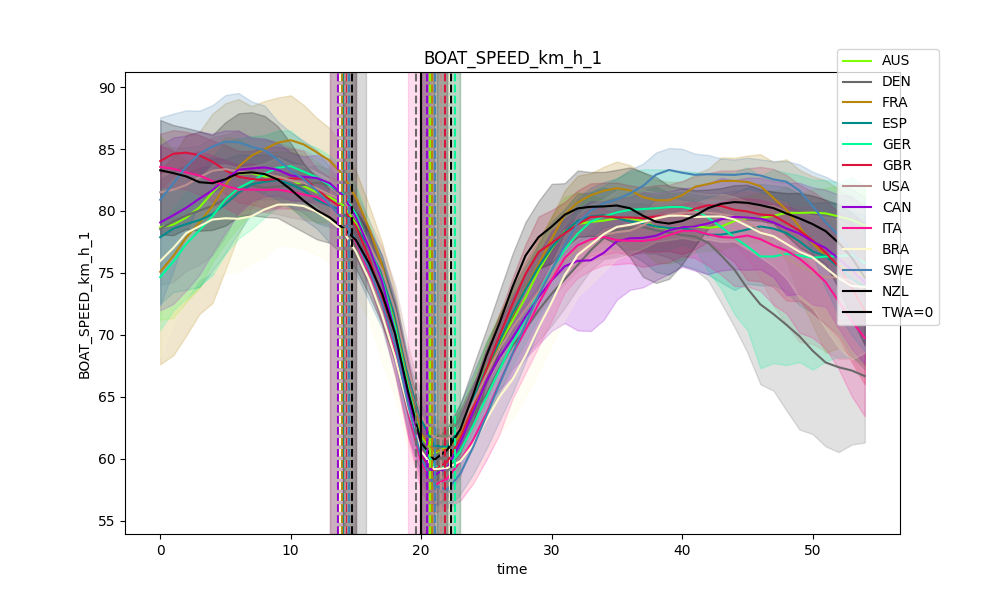 BOAT_SPEED_km_h_1
BOAT_SPEED_km_h_1
90
85
80
75
70
65
60
55
0
10
20
30
40
50
time
AUS
DEN
FRA
ESP
GER
GBR
USA
CAN
ITA
BRA
SWE
NZL
TWA=0